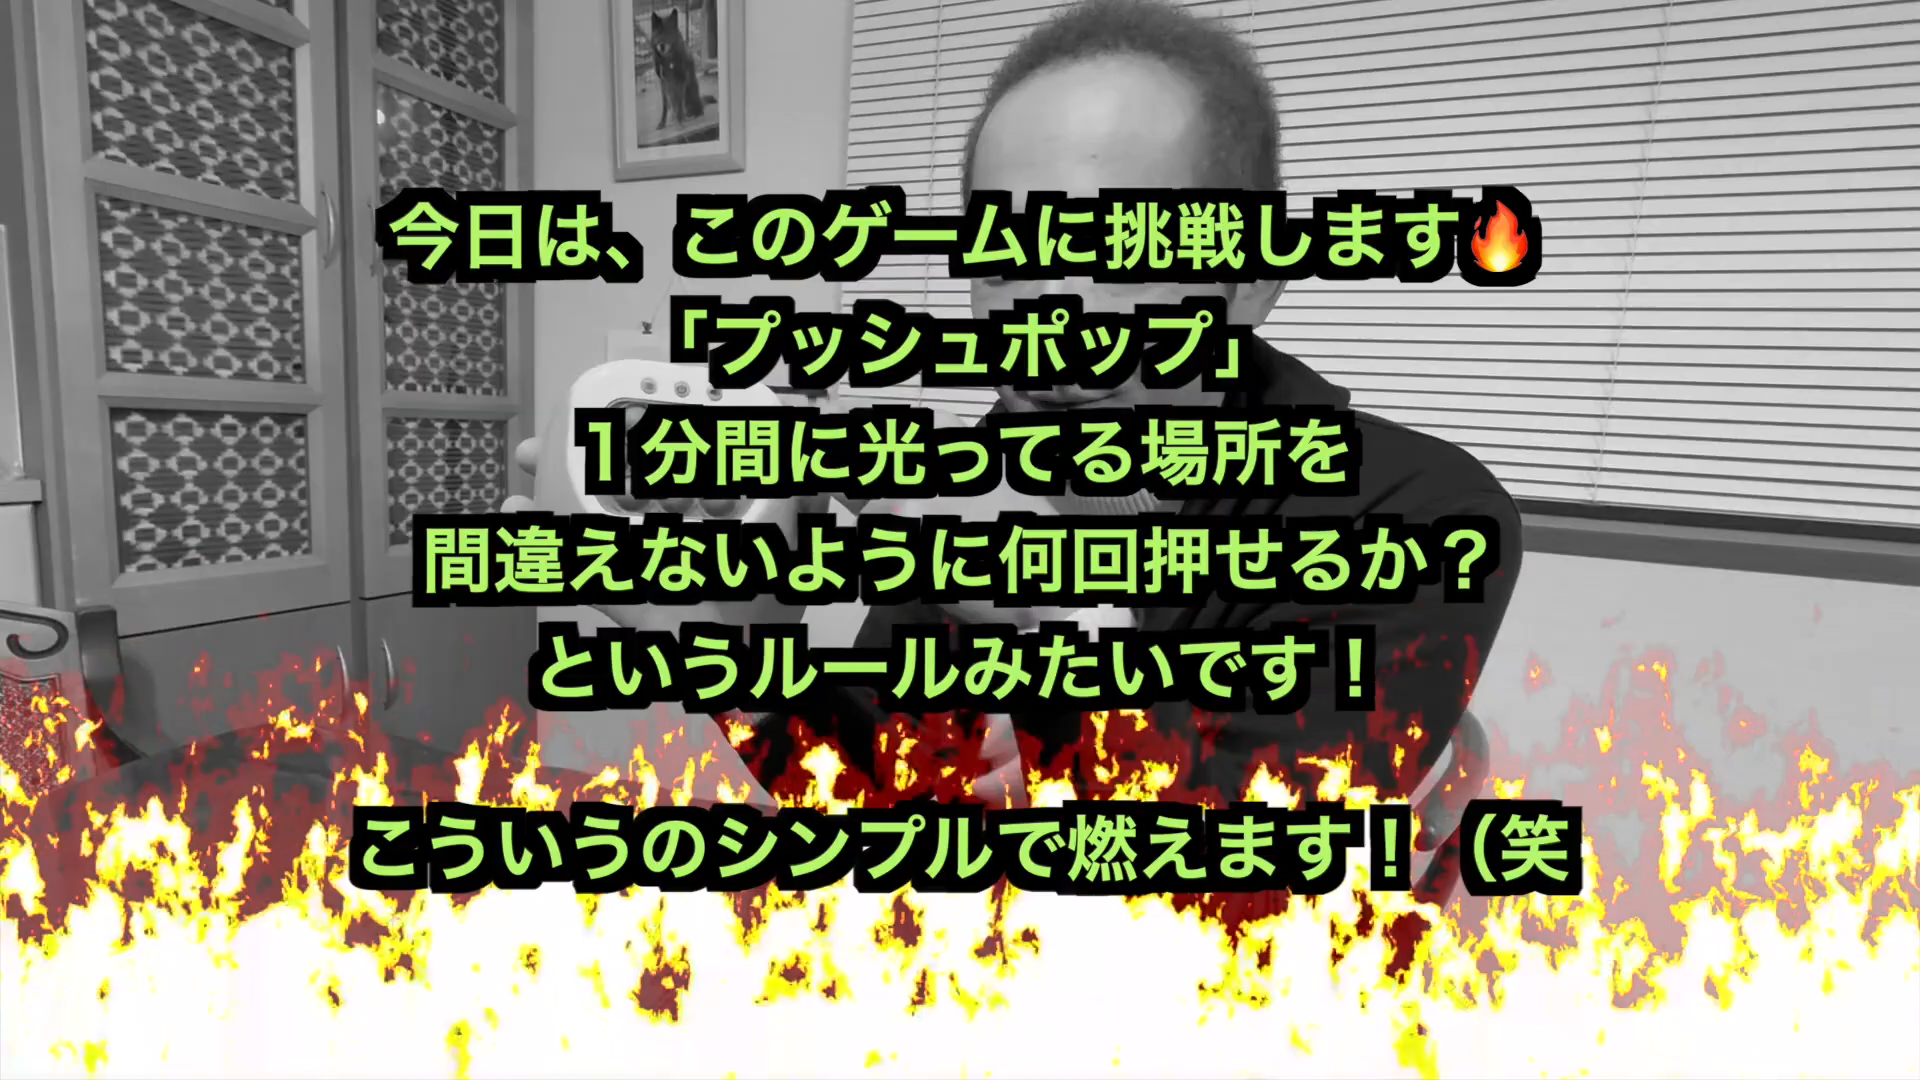 今日は、このゲームに挑戦します🔥
「プッシュポップ」
１分間に光ってる場所を
間違えないように何回押せるか？
というルールみたいです！
こういうのシンプルで燃えます！（笑